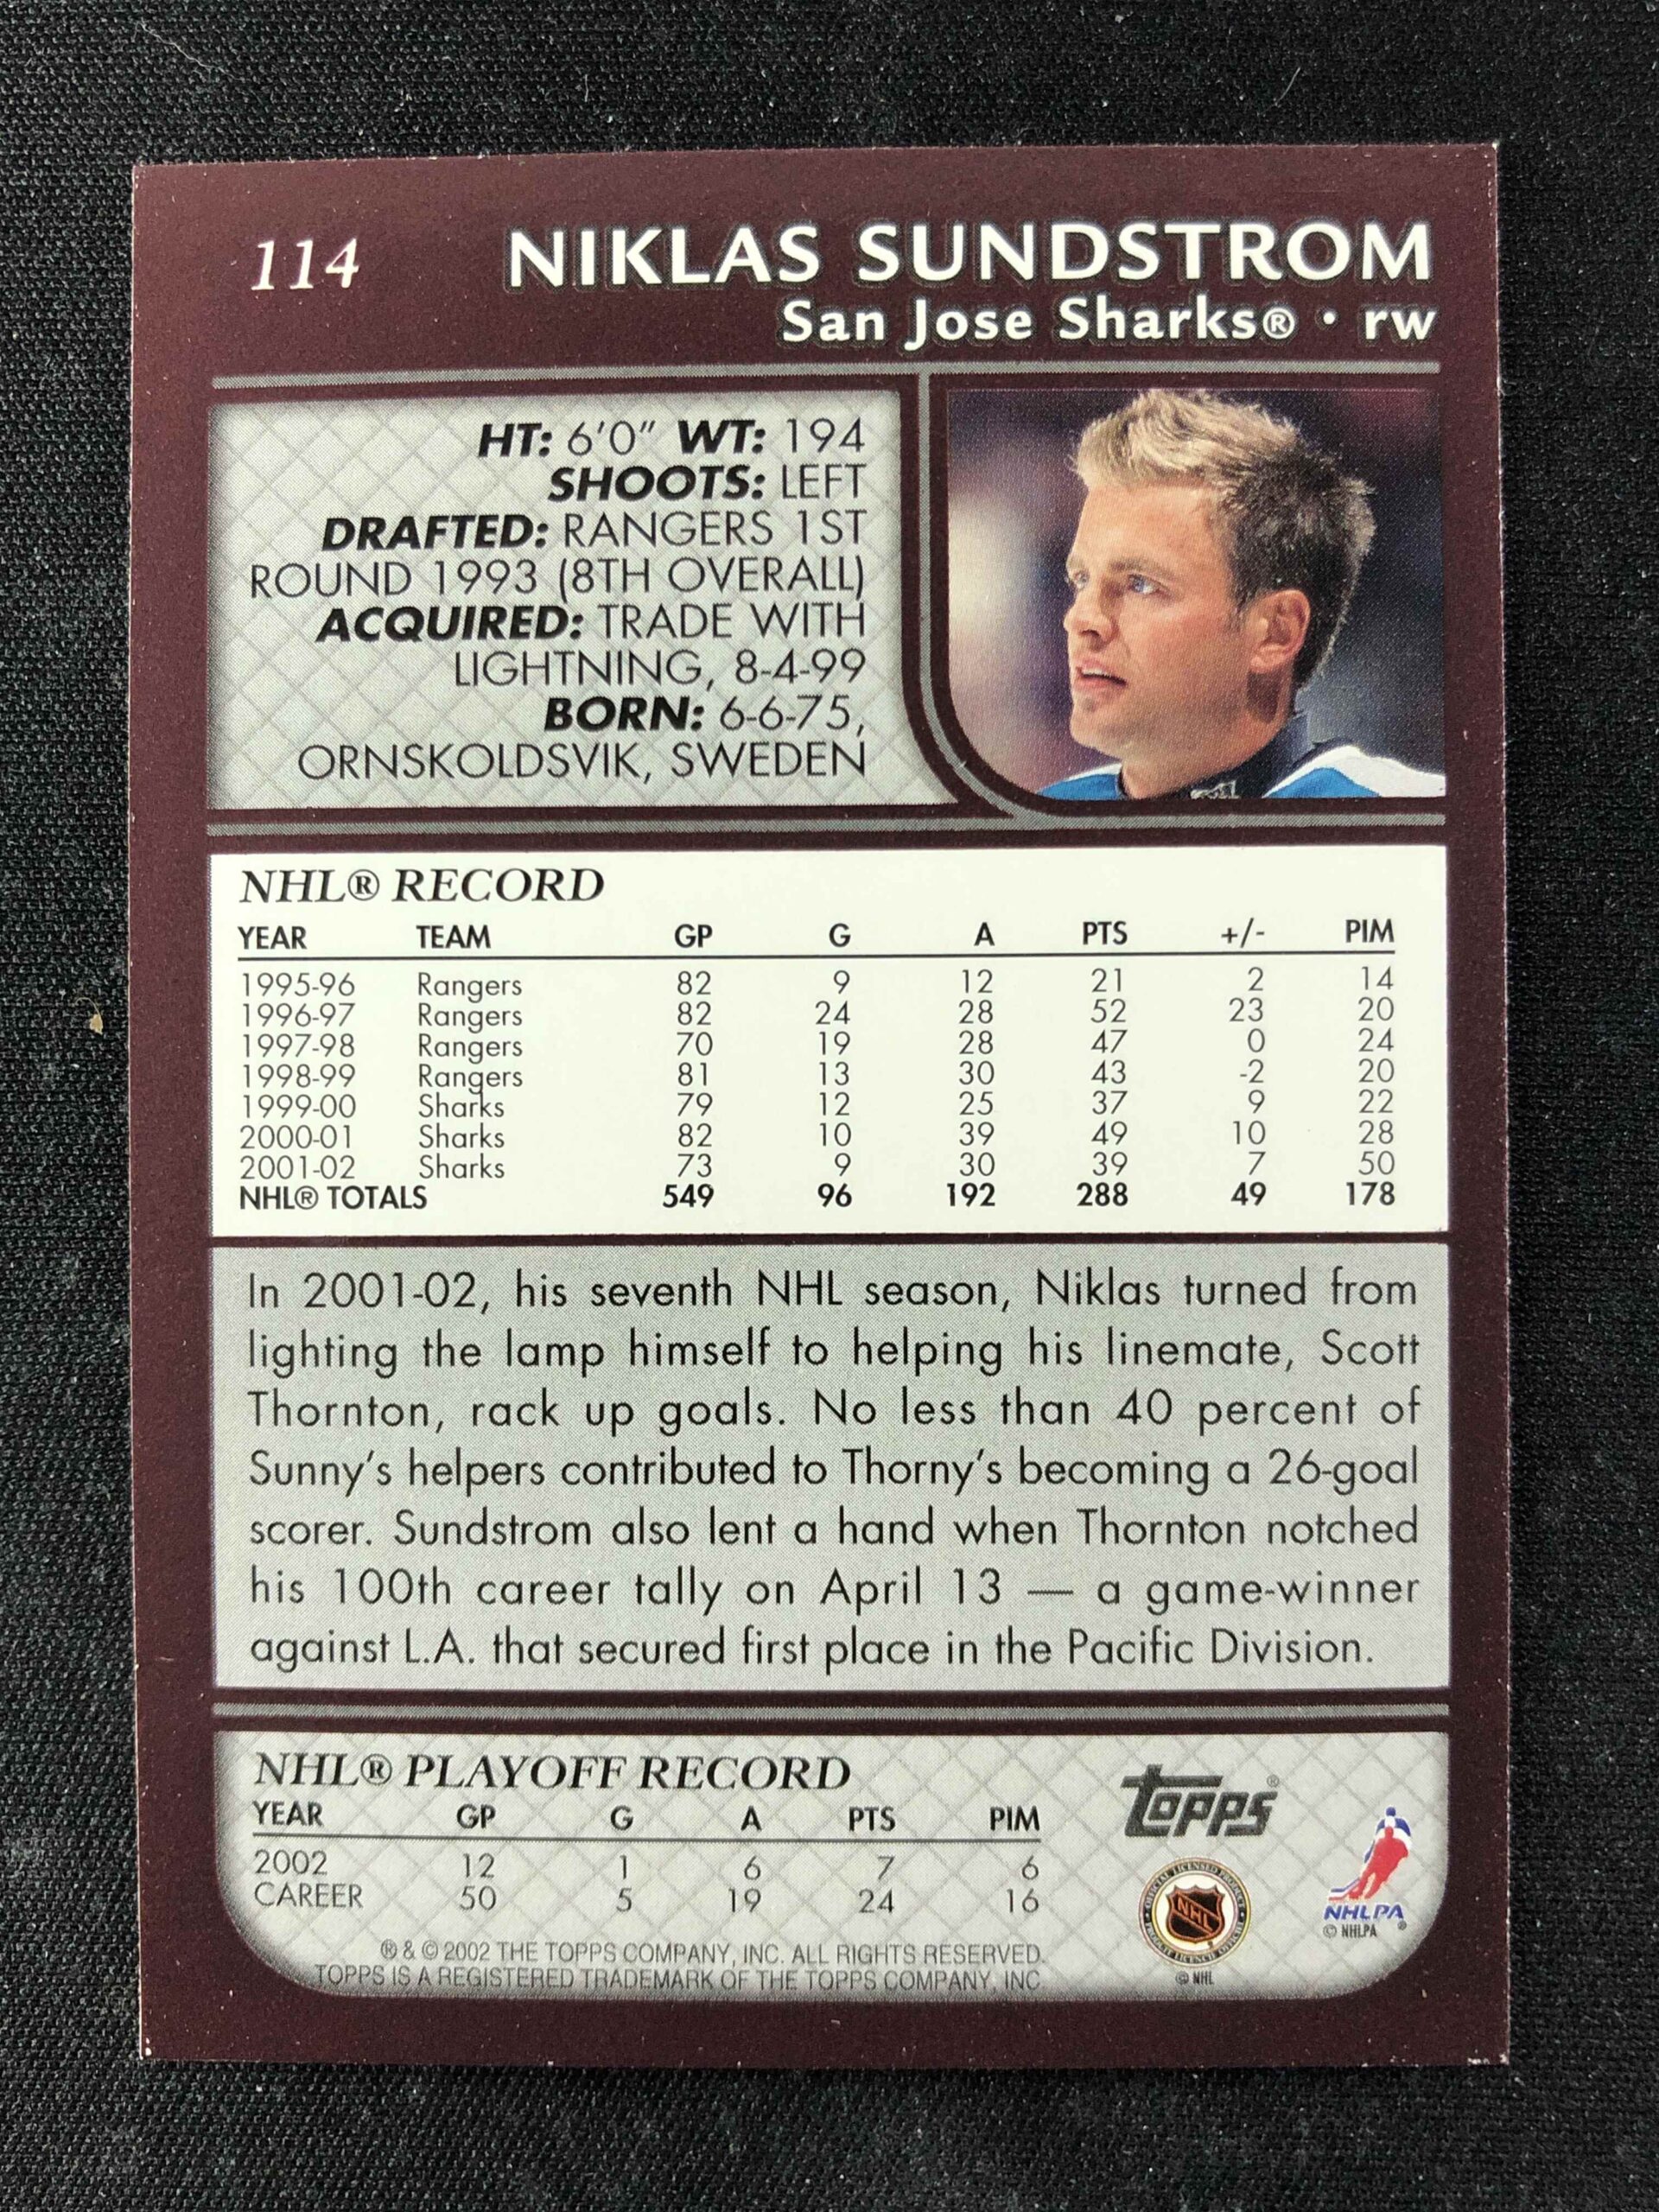 114
NIKLAS SUNDSTROM
San Jose Sharks® • rw
HT: 6'0" WT: 194
SHOOTS: LEFT
DRAFTED: RANGERS 1ST
ROUND 1993 (8TH OVERALL)
ACQUIRED: TRADE WITH
LIGHTNING, 8-4-99
BORN: 6-6-75,
ORNSKOLDSVIK, SWEDEN
NHL® RECORD
YEAR TEAM GP G A PTS +/- PIM
1995-96 Rangers 82 9 12 21 2 14
1996-97 Rangers 82 24 28 52 23 20
1997-98 Rangers 70 19 28 47 0 24
1998-99 Rangers 81 13 30 43 -2 20
1999-00 Sharks 79 12 25 37 9 22
2000-01 Sharks 82 10 39 49 10 28
2001-02 Sharks 73 9 30 39 7 50
NHL® TOTALS 549 96 192 288 49 178
In 2001-02, his seventh NHL season, Niklas turned from
lighting the lamp himself to helping his linemate, Scott
Thornton, rack up goals. No less than 40 percent of
Sunny's helpers contributed to Thorny's becoming a 26-goal
scorer. Sundstrom also lent a hand when Thornton notched
his 100th career tally on April 13 — a game-winner
against L.A. that secured first place in the Pacific Division.
NHL® PLAYOFF RECORD
YEAR GP G A PTS PIM
2002 12 1 6 7 6
CAREER 50 5 19 24 16
® & © 2002 THE TOPPS COMPANY, INC. ALL RIGHTS RESERVED.
TOPPS IS A REGISTERED TRADEMARK OF THE TOPPS COMPANY, INC.
Topps®
OFFICIAL LICENSED PRODUCT
NHL
© NHL
NHLPA®
© NHLPA